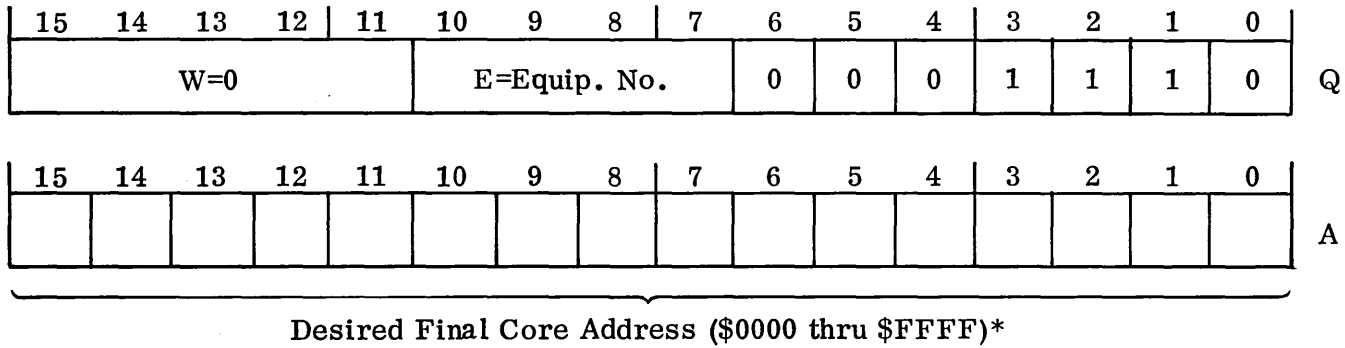 15 14 13 12 11 10 9 8 7 6 5 4 3 2 1 0
W=0 E=Equip. No. 0 0 0 1 1 1 0 Q
15 14 13 12 11 10 9 8 7 6 5 4 3 2 1 0
A
Desired Final Core Address ($0000 thru $FFFF)*